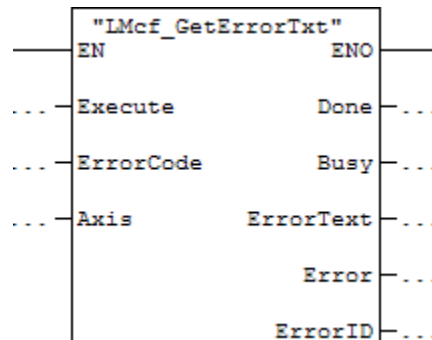 "LMcf_GetErrorTxt"
EN ENO
... Execute Done ...
... ErrorCode Busy ...
... Axis ErrorText ...
Error ...
ErrorID ...